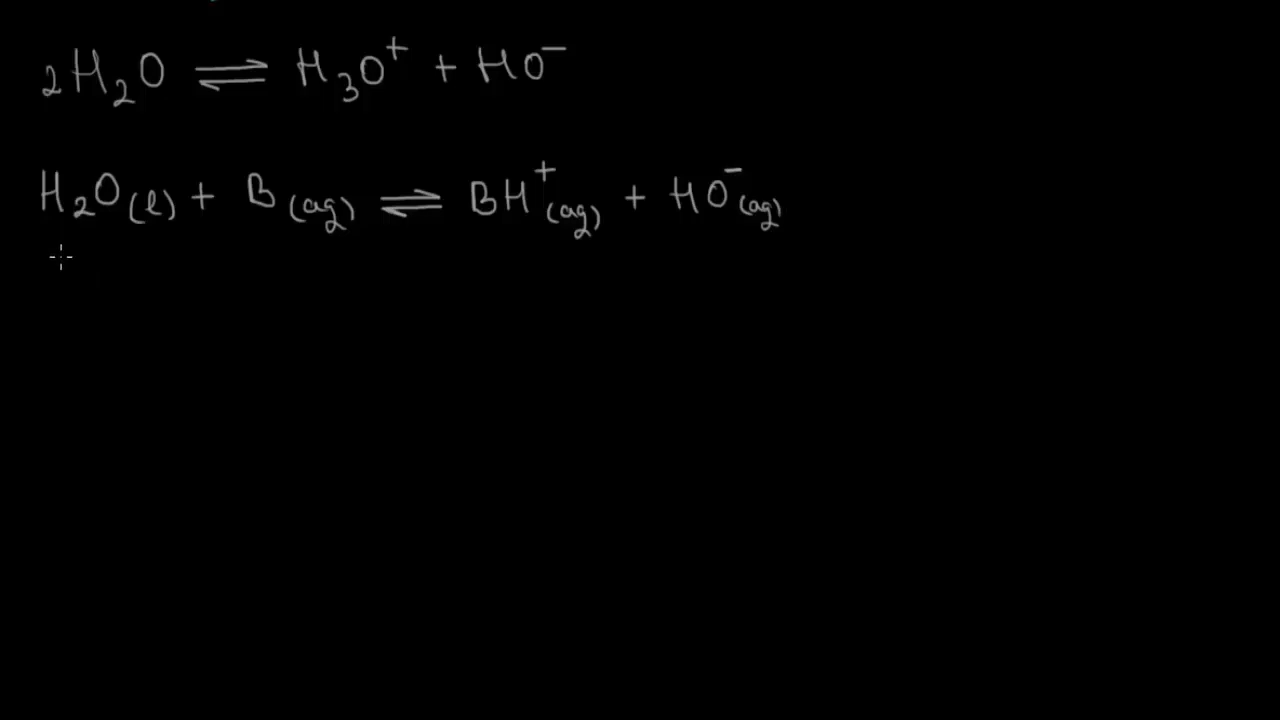 2H₂O ⇌ H₃O⁺ + HO⁻
H₂O(l) + B(aq) ⇌ BH⁺(aq) + HO⁻(aq)